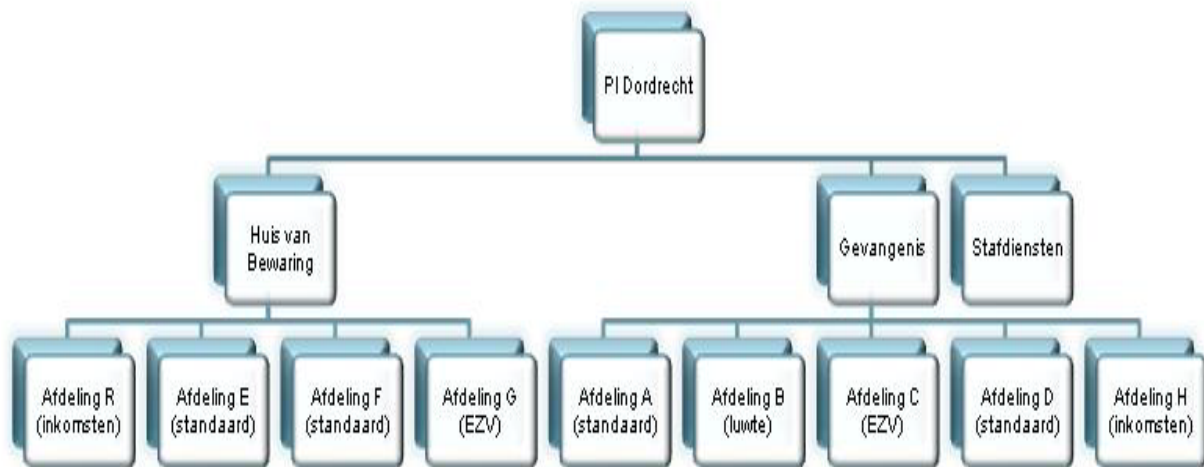 PI Dordrecht
Huis van
Bewaring
Gevangenis
Stafdiensten
Afdeling R
(inkomsten)
Afdeling E
(standaard)
Afdeling F
(standaard)
Afdeling G
(EZV)
Afdeling A
(standaard)
Afdeling B
(luwte)
Afdeling C
(EZV)
Afdeling D
(standaard)
Afdeling H
(inkomsten)